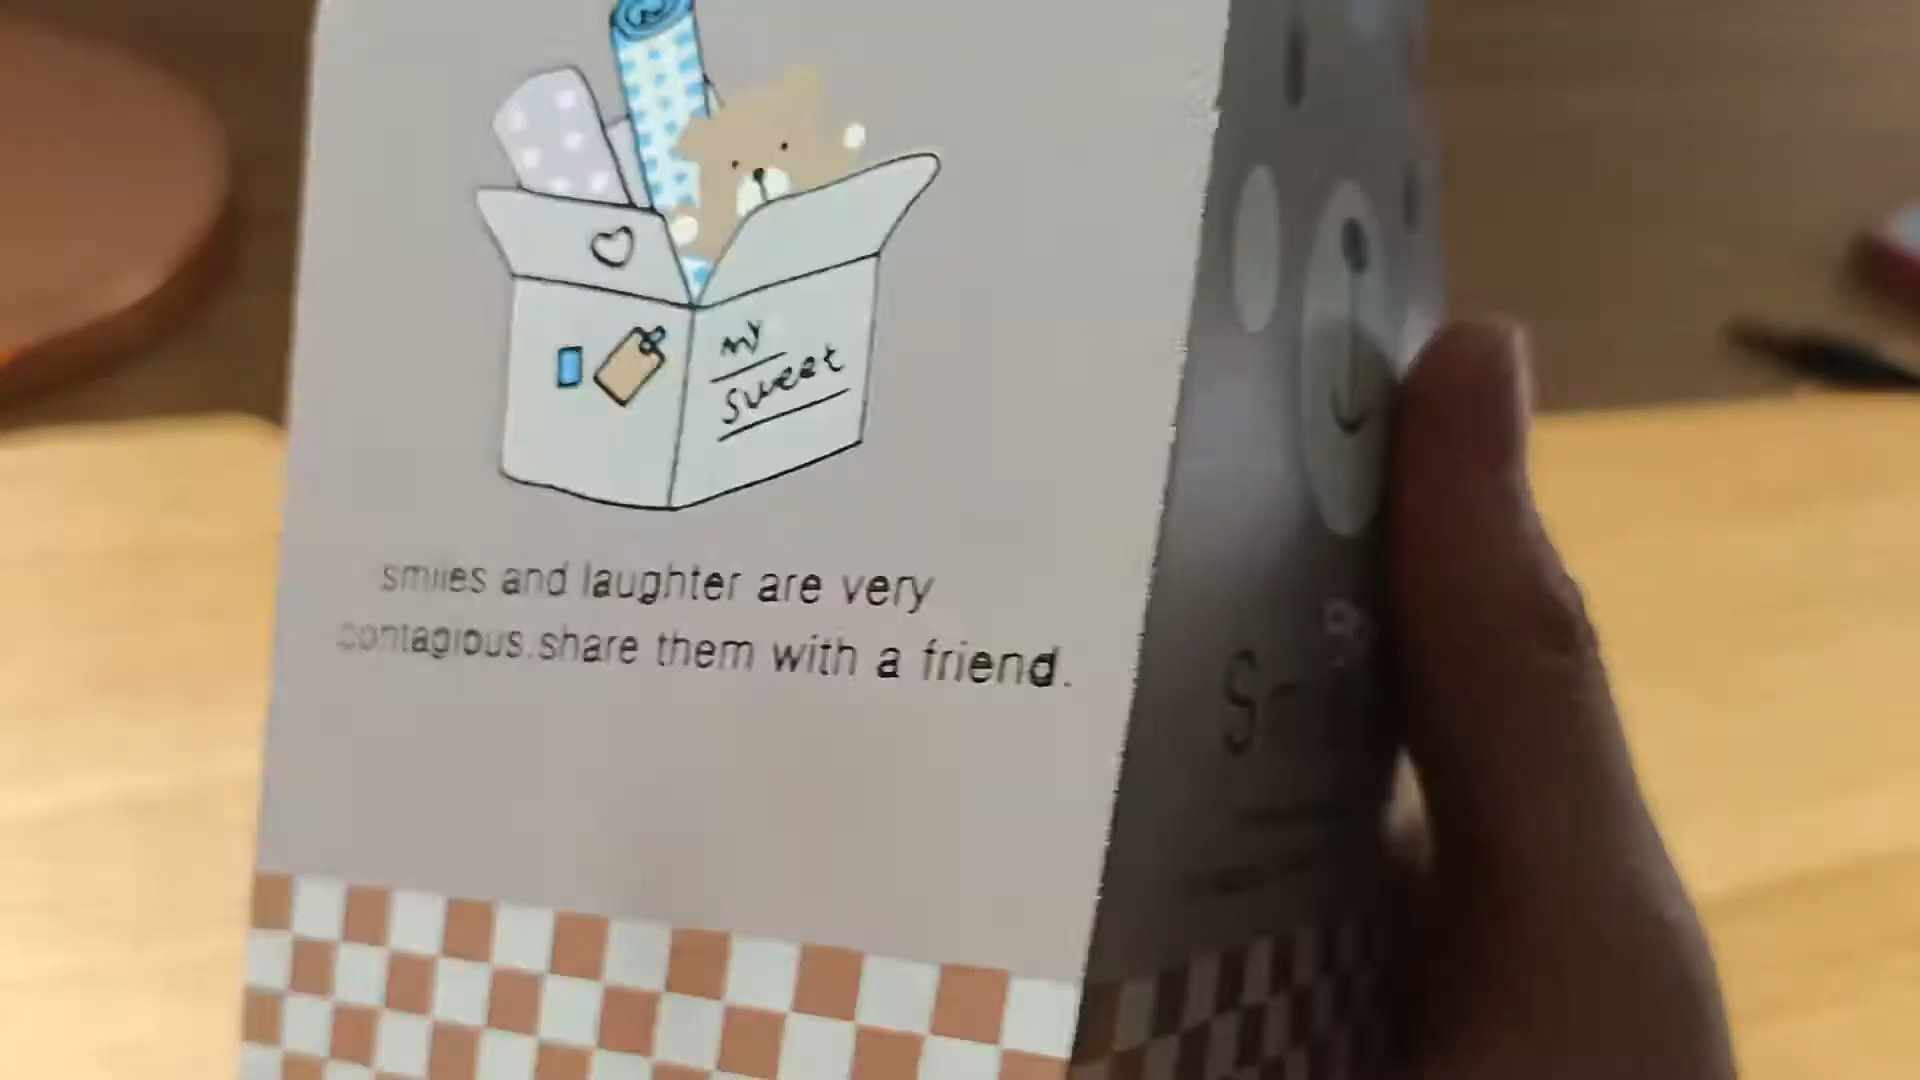 my
sweet
smiles and laughter are very
contagious.share them with a friend.